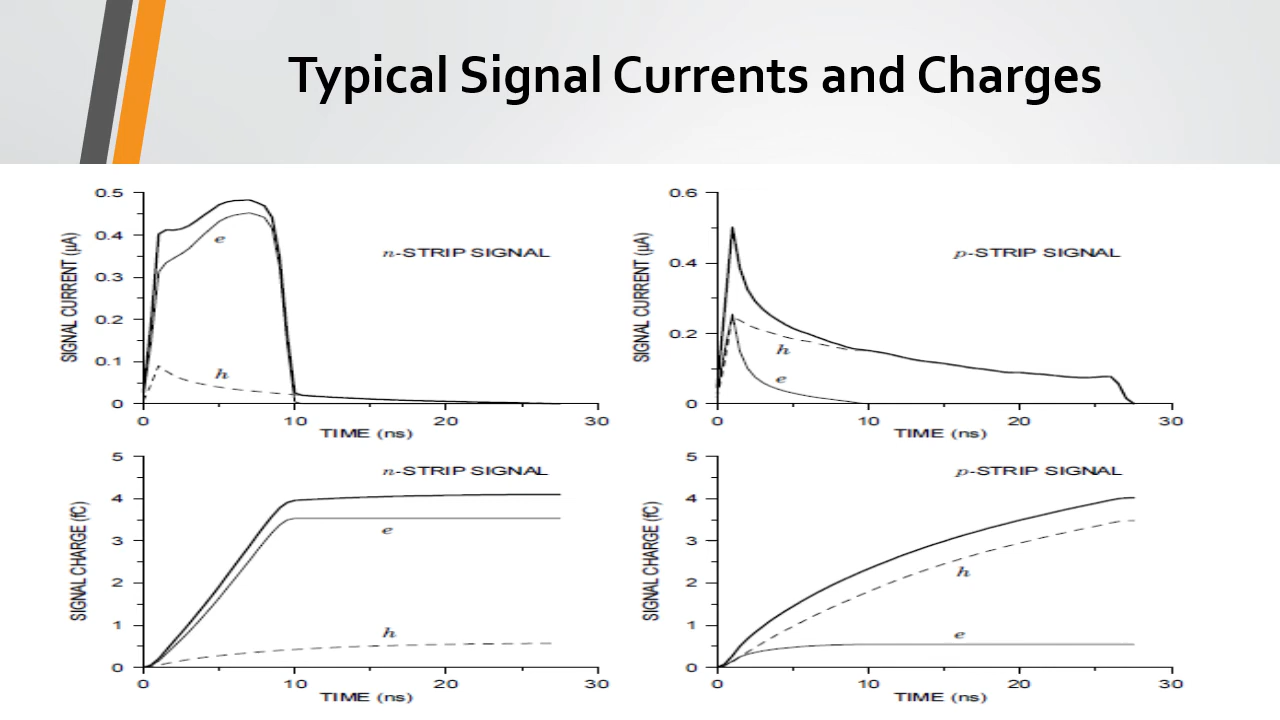 Typical Signal Currents and Charges
0.5
0.4
0.3
0.2
0.1
0
SIGNAL CURRENT (µA)
n-STRIP SIGNAL
e
h
0 10 20 30
TIME (ns)
0.6
0.4
0.2
0
SIGNAL CURRENT (µA)
p-STRIP SIGNAL
h
e
0 10 20 30
TIME (ns)
5
4
3
2
1
0
SIGNAL CHARGE (fC)
n-STRIP SIGNAL
e
h
0 10 20 30
TIME (ns)
5
4
3
2
1
0
SIGNAL CHARGE (fC)
p-STRIP SIGNAL
h
e
0 10 20 30
TIME (ns)